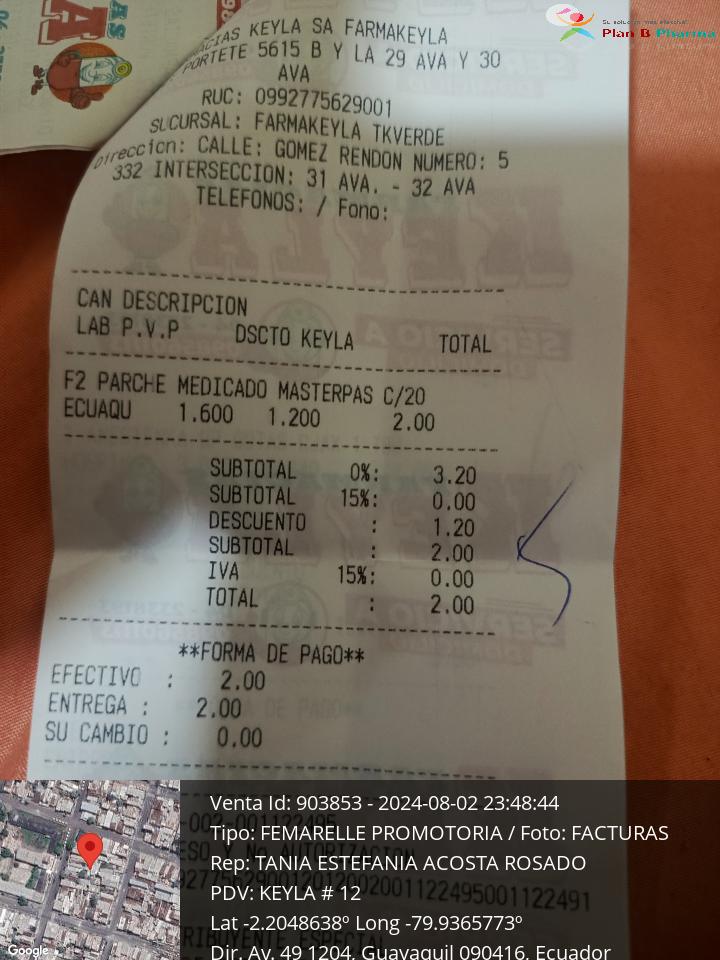 Su solución más efectiva!
Plan B Pharma
KEYLA SA FARMAKEYLA
PORTETE 5615 B Y LA 29 AVA Y 30
AVA
RUC: 0992775629001
SUCURSAL: FARMAKEYLA TKVERDE
Direccion: CALLE: GOMEZ RENDON NUMERO: 5
332 INTERSECCION: 31 AVA. - 32 AVA
TELEFONOS: / Fono:
CAN DESCRIPCION
LAB P.V.P DSCTO KEYLA TOTAL
F2 PARCHE MEDICADO MASTERPAS C/20
ECUAQU 1.600 1.200 2.00
SUBTOTAL 0%: 3.20
SUBTOTAL 15%: 0.00
DESCUENTO : 1.20
SUBTOTAL : 2.00
IVA 15%: 0.00
TOTAL : 2.00
**FORMA DE PAGO**
EFECTIVO : 2.00
ENTREGA : 2.00
SU CAMBIO : 0.00
Venta Id: 903853 - 2024-08-02 23:48:44
Tipo: FEMARELLE PROMOTORIA / Foto: FACTURAS
Rep: TANIA ESTEFANIA ACOSTA ROSADO
PDV: KEYLA # 12
Lat -2.2048638º Long -79.9365773º
Dir. Av. 49 1204, Guayaquil 090416, Ecuador
Google